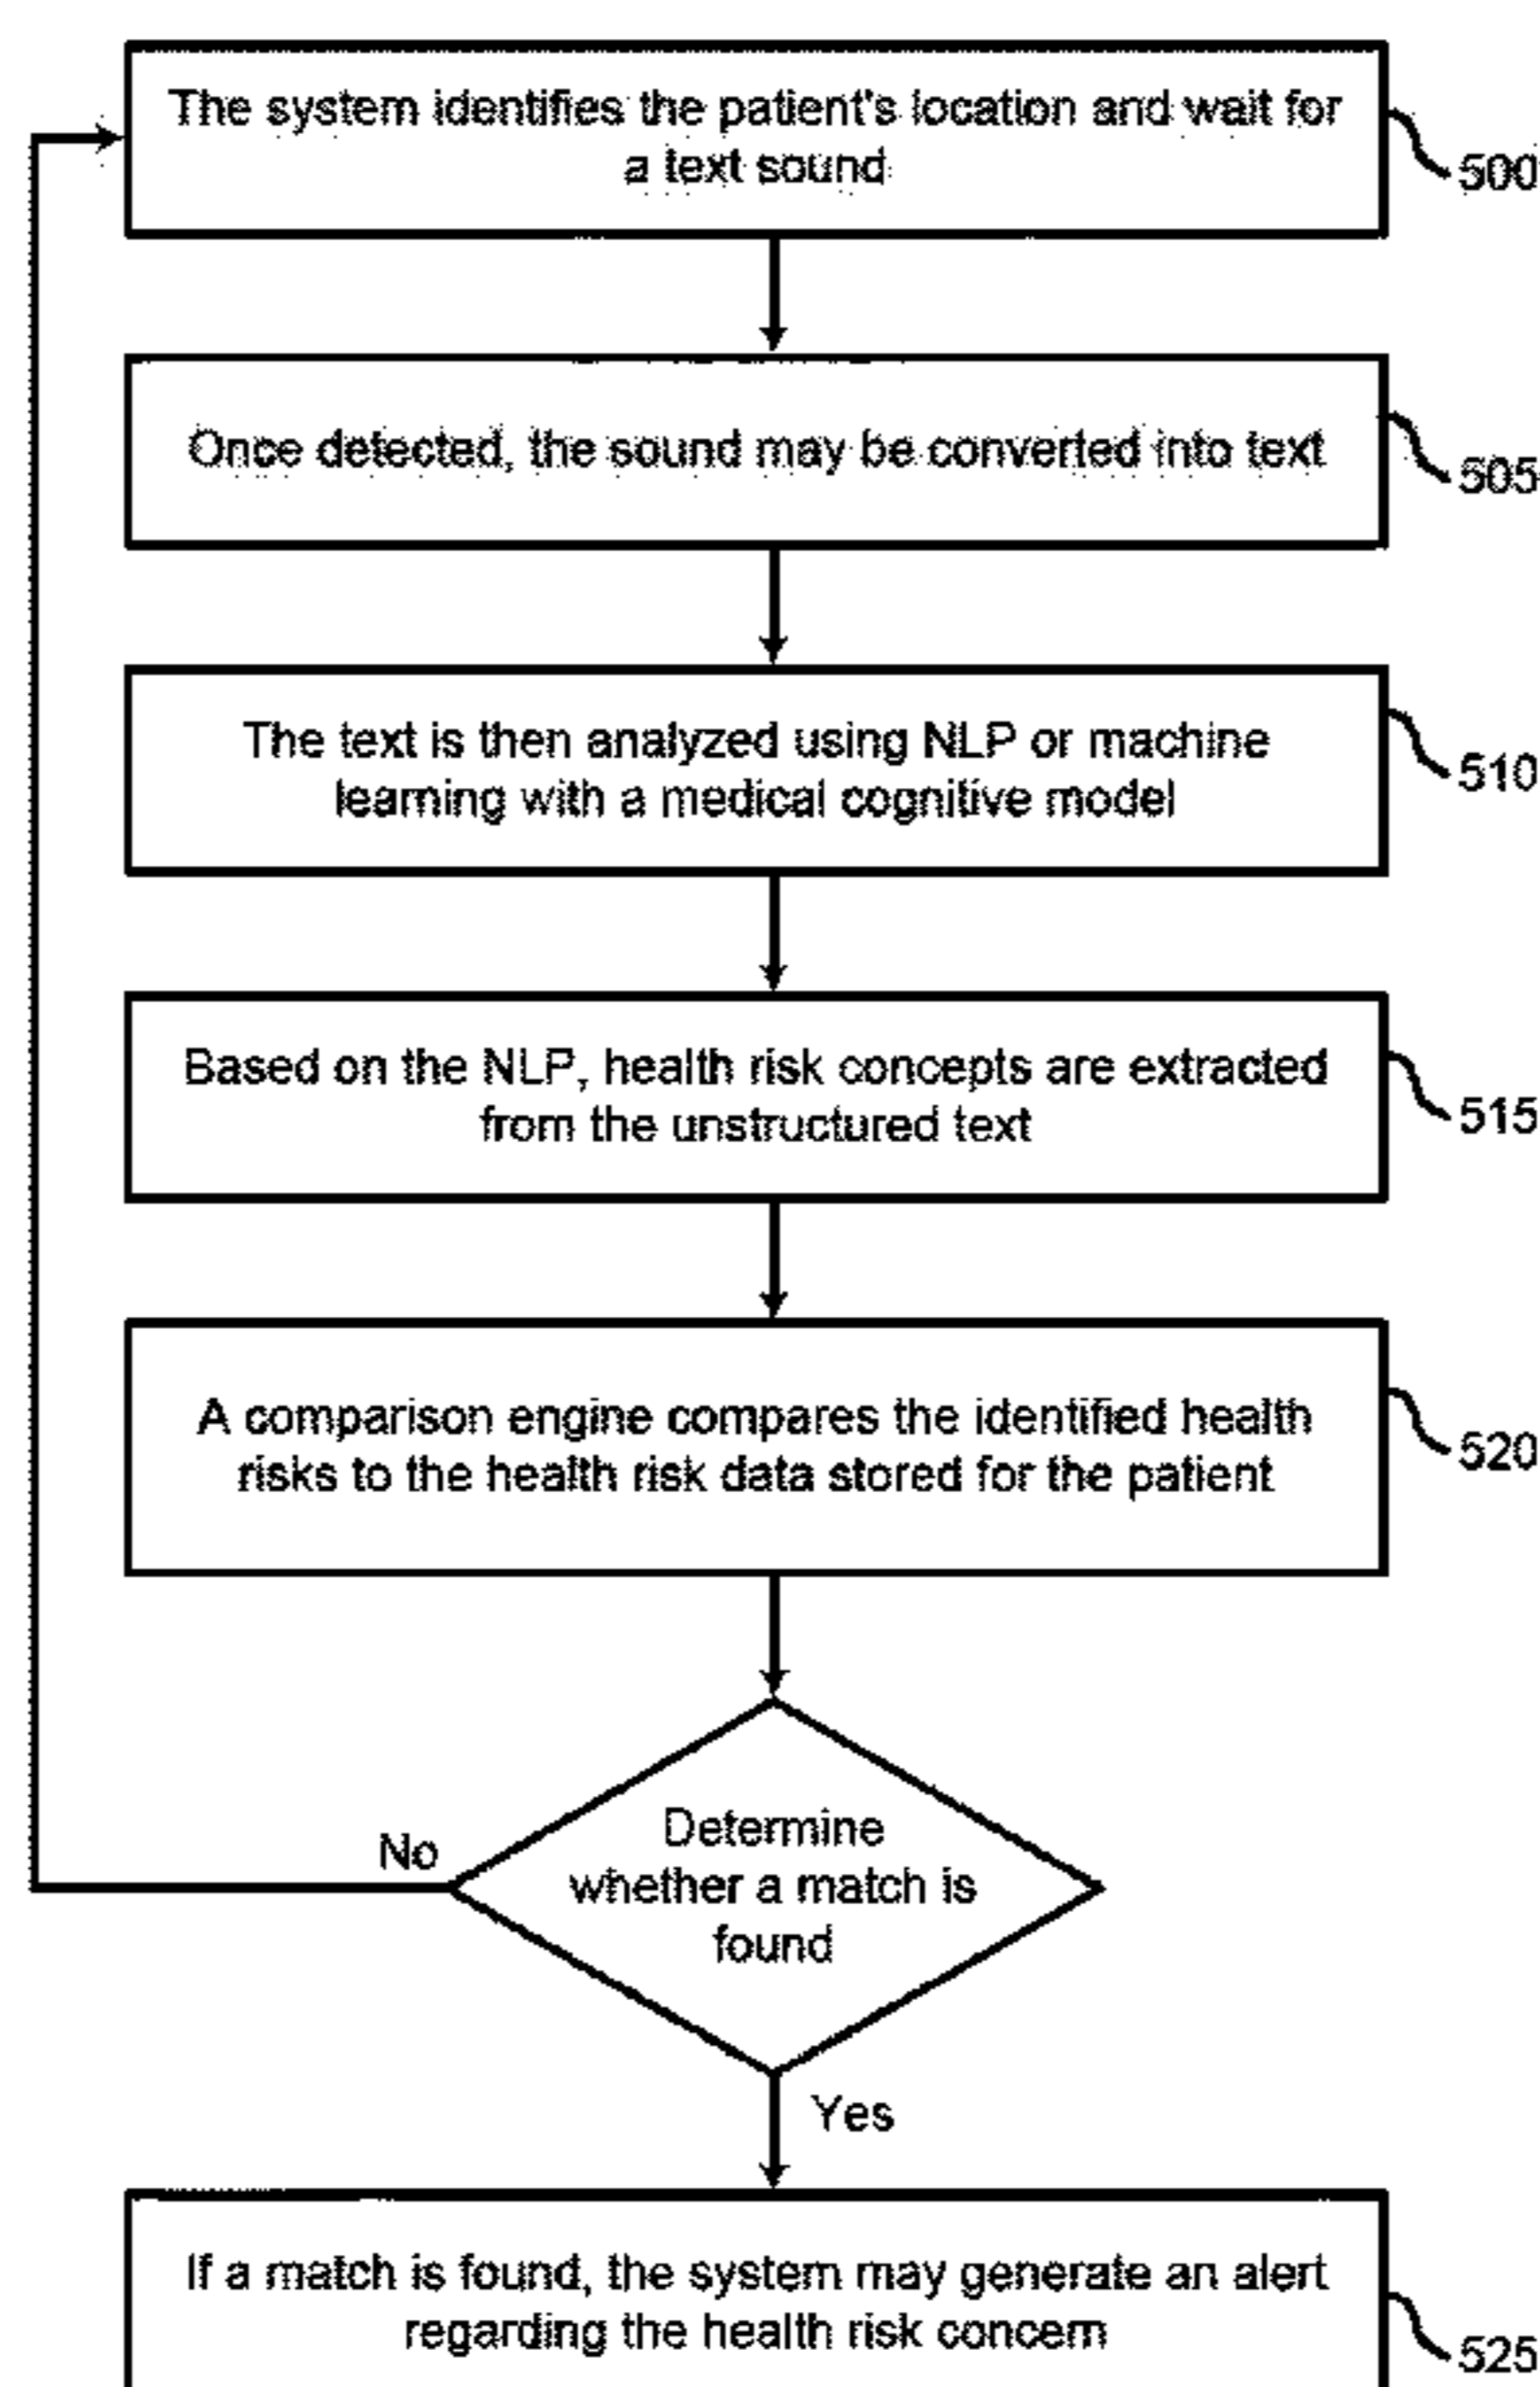 The system identifies the patient's location and wait for
a text sound
500
Once detected, the sound may be converted into text
505
The text is then analyzed using NLP or machine
learning with a medical cognitive model
510
Based on the NLP, health risk concepts are extracted
from the unstructured text
515
A comparison engine compares the identified health
risks to the health risk data stored for the patient
520
No
Determine
whether a match is
found
Yes
If a match is found, the system may generate an alert
regarding the health risk concern
525